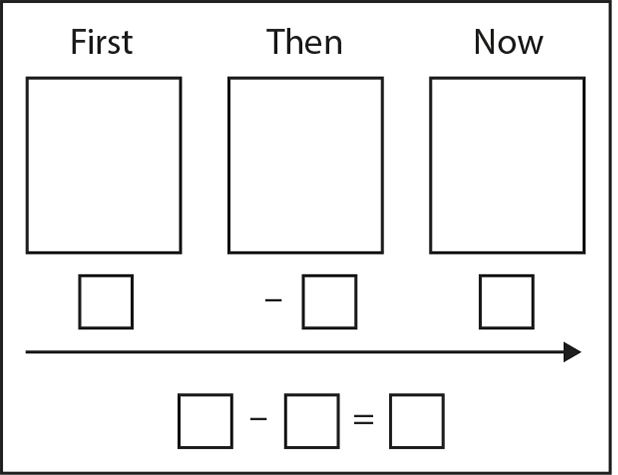 First Then Now
−
− =